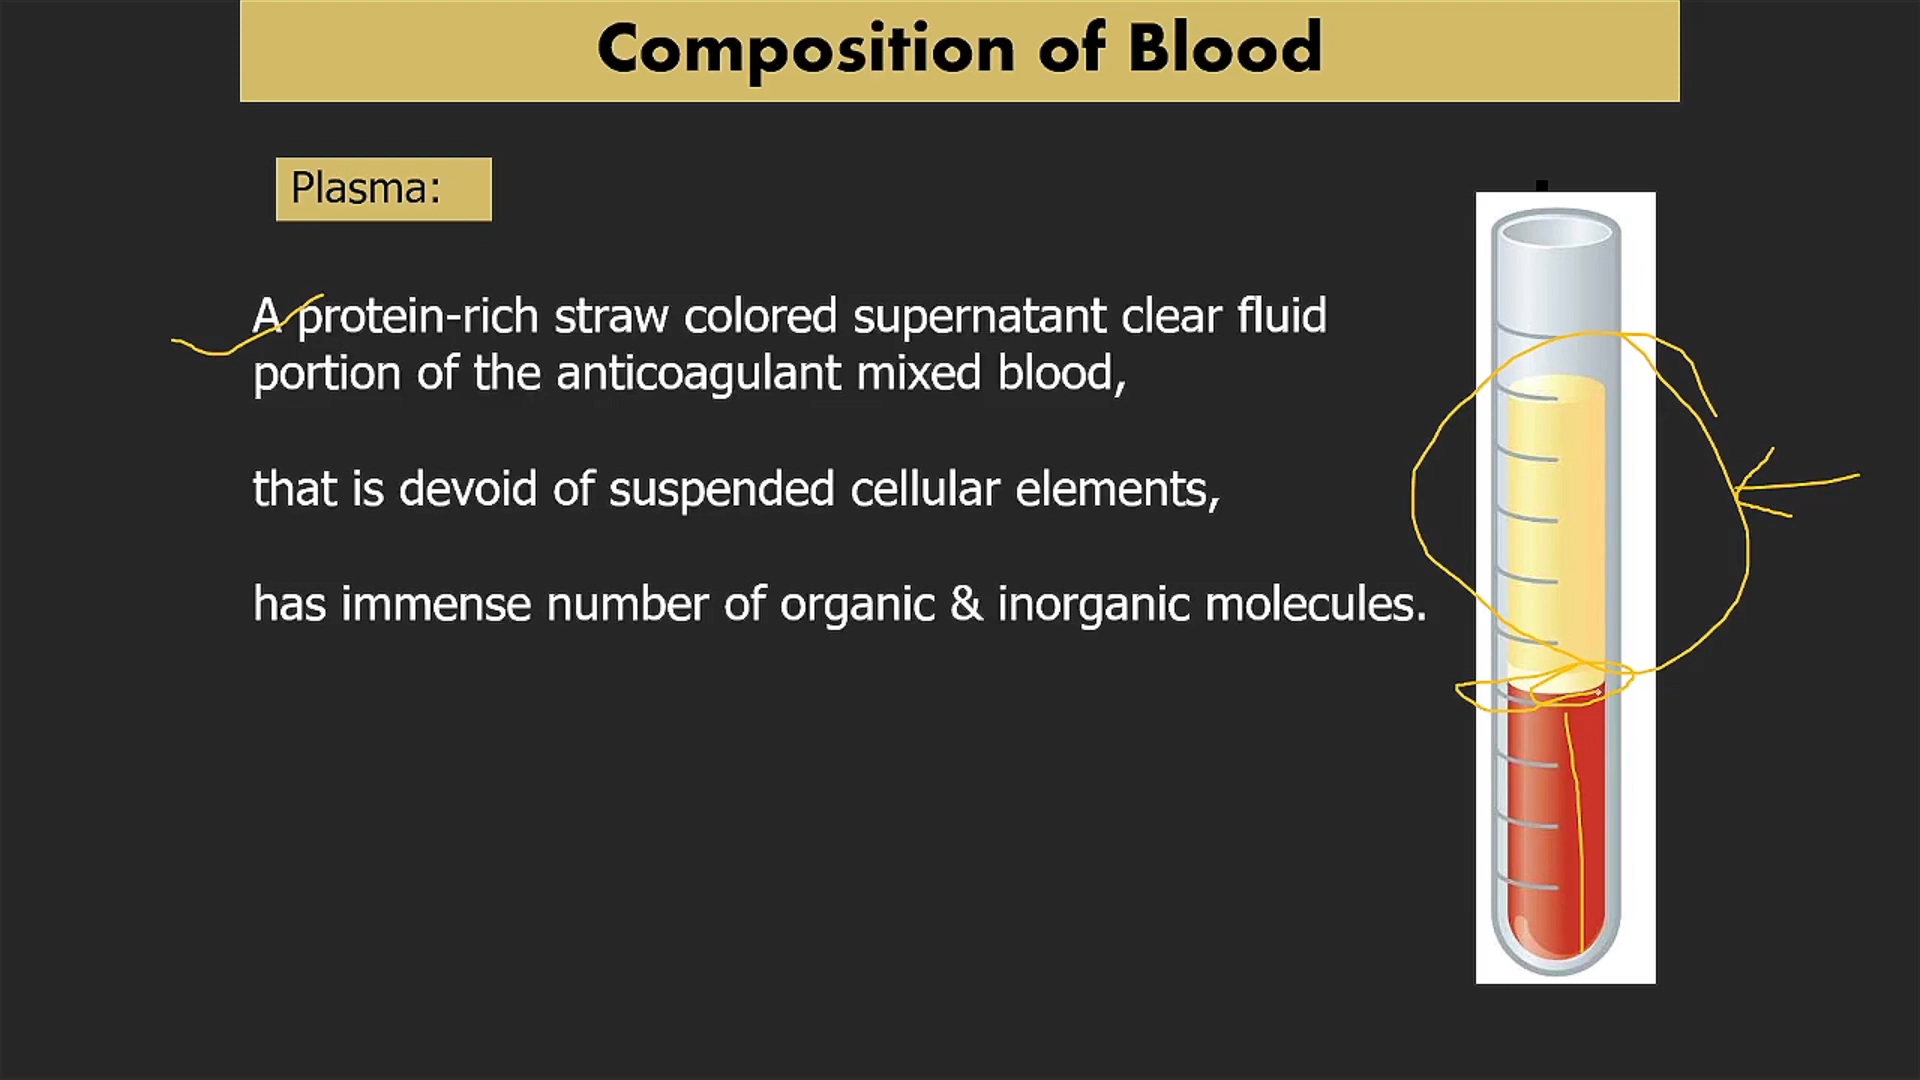 Composition of Blood
Plasma:
A protein-rich straw colored supernatant clear fluid
portion of the anticoagulant mixed blood,
that is devoid of suspended cellular elements,
has immense number of organic & inorganic molecules.